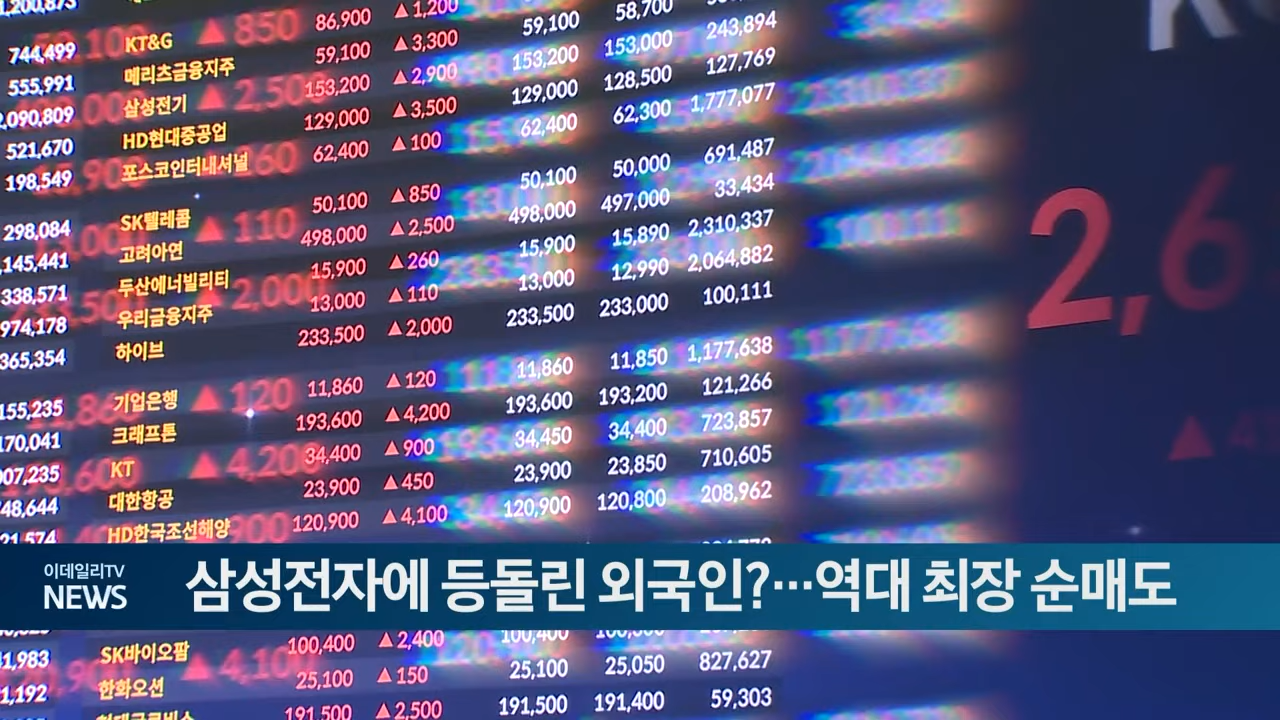 1,200,873
744,499 KT&G 86,900 ▲1,200 59,100 58,700
555,991 메리츠금융지주 59,100 ▲3,300 153,200 153,000 243,894
2,090,809 삼성전기 153,200 ▲2,900 129,000 128,500 127,769
521,670 HD현대중공업 129,000 ▲3,500 62,400 62,300 1,777,077
198,549 포스코인터내셔널 62,400 ▲100
298,084 SK텔레콤 50,100 ▲850 50,100 50,000 691,487
,145,441 고려아연 498,000 ▲2,500 498,000 497,000 33,434
338,571 두산에너빌리티 15,900 ▲260 15,900 15,890 2,310,337
974,178 우리금융지주 13,000 ▲110 13,000 12,990 2,064,882
365,354 하이브 233,500 ▲2,000 233,500 233,000 100,111
155,235 기업은행 11,860 ▲120 11,860 11,850 1,177,638
170,041 크래프톤 193,600 ▲4,200 193,600 193,200 121,266
907,235 KT 34,400 ▲900 34,450 34,400 723,857
748,644 대한항공 23,900 ▲450 23,900 23,850 710,605
21,574 HD한국조선해양 120,900 ▲4,100 120,900 120,800 208,962
2,6
이데일리TV
NEWS
삼성전자에 등돌린 외국인?…역대 최장 순매도
41,983 SK바이오팜 100,400 ▲2,400 100,400
1,192 한화오션 25,100 ▲150 25,100 25,050 827,627
191,500 ▲2,500 191,500 191,400 59,303